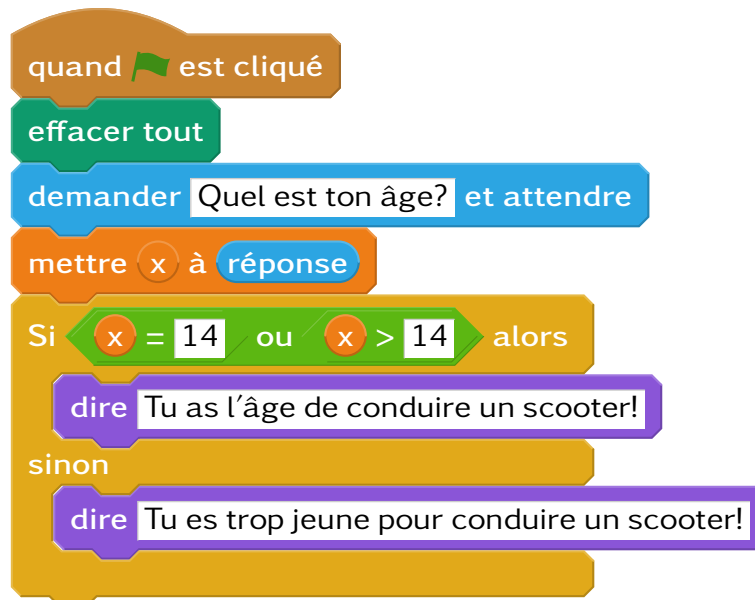 quand est cliqué
effacer tout
demander Quel est ton âge? et attendre
mettre x à réponse
Si x = 14 ou x > 14 alors
dire Tu as l'âge de conduire un scooter!
sinon
dire Tu es trop jeune pour conduire un scooter!